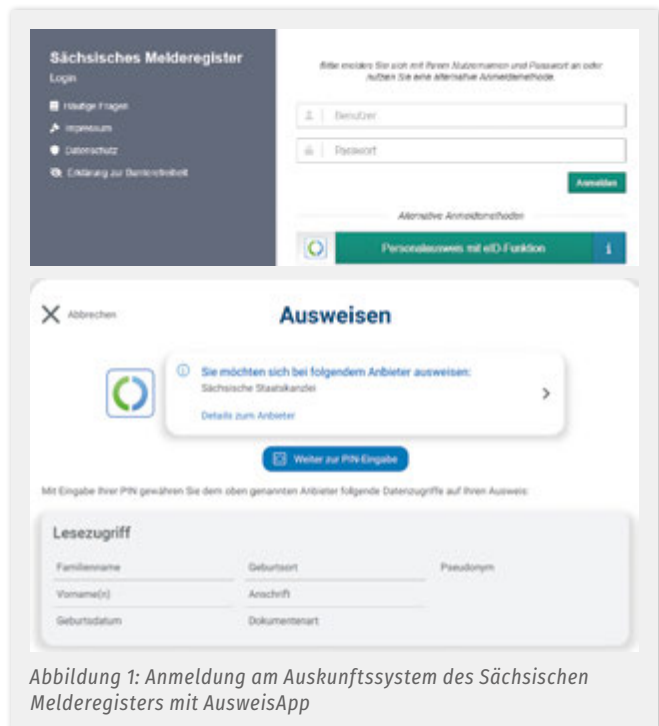 Sächsisches Melderegister
Login
Häufige Fragen
Impressum
Datenschutz
Erklärung zur Barrierefreiheit
Bitte melden Sie sich mit Ihrem Nutzernamen und Passwort an oder
nutzen Sie eine alternative Anmeldemethode.
Benutzer
Passwort
Anmelden
Alternative Anmeldemethoden
Personalausweis mit eID-Funktion
i
Abbrechen
Ausweisen
Sie möchten sich bei folgendem Anbieter ausweisen:
Sächsische Staatskanzlei
Details zum Anbieter
Weiter zur PIN-Eingabe
Mit Eingabe Ihrer PIN gewähren Sie dem oben genannten Anbieter folgende Datenzugriffe auf Ihren Ausweis:
Lesezugriff
Familienname Geburtsort Pseudonym
Vorname(n) Anschrift
Geburtsdatum Dokumentenart
Abbildung 1: Anmeldung am Auskunftssystem des Sächsischen
Melderegisters mit AusweisApp